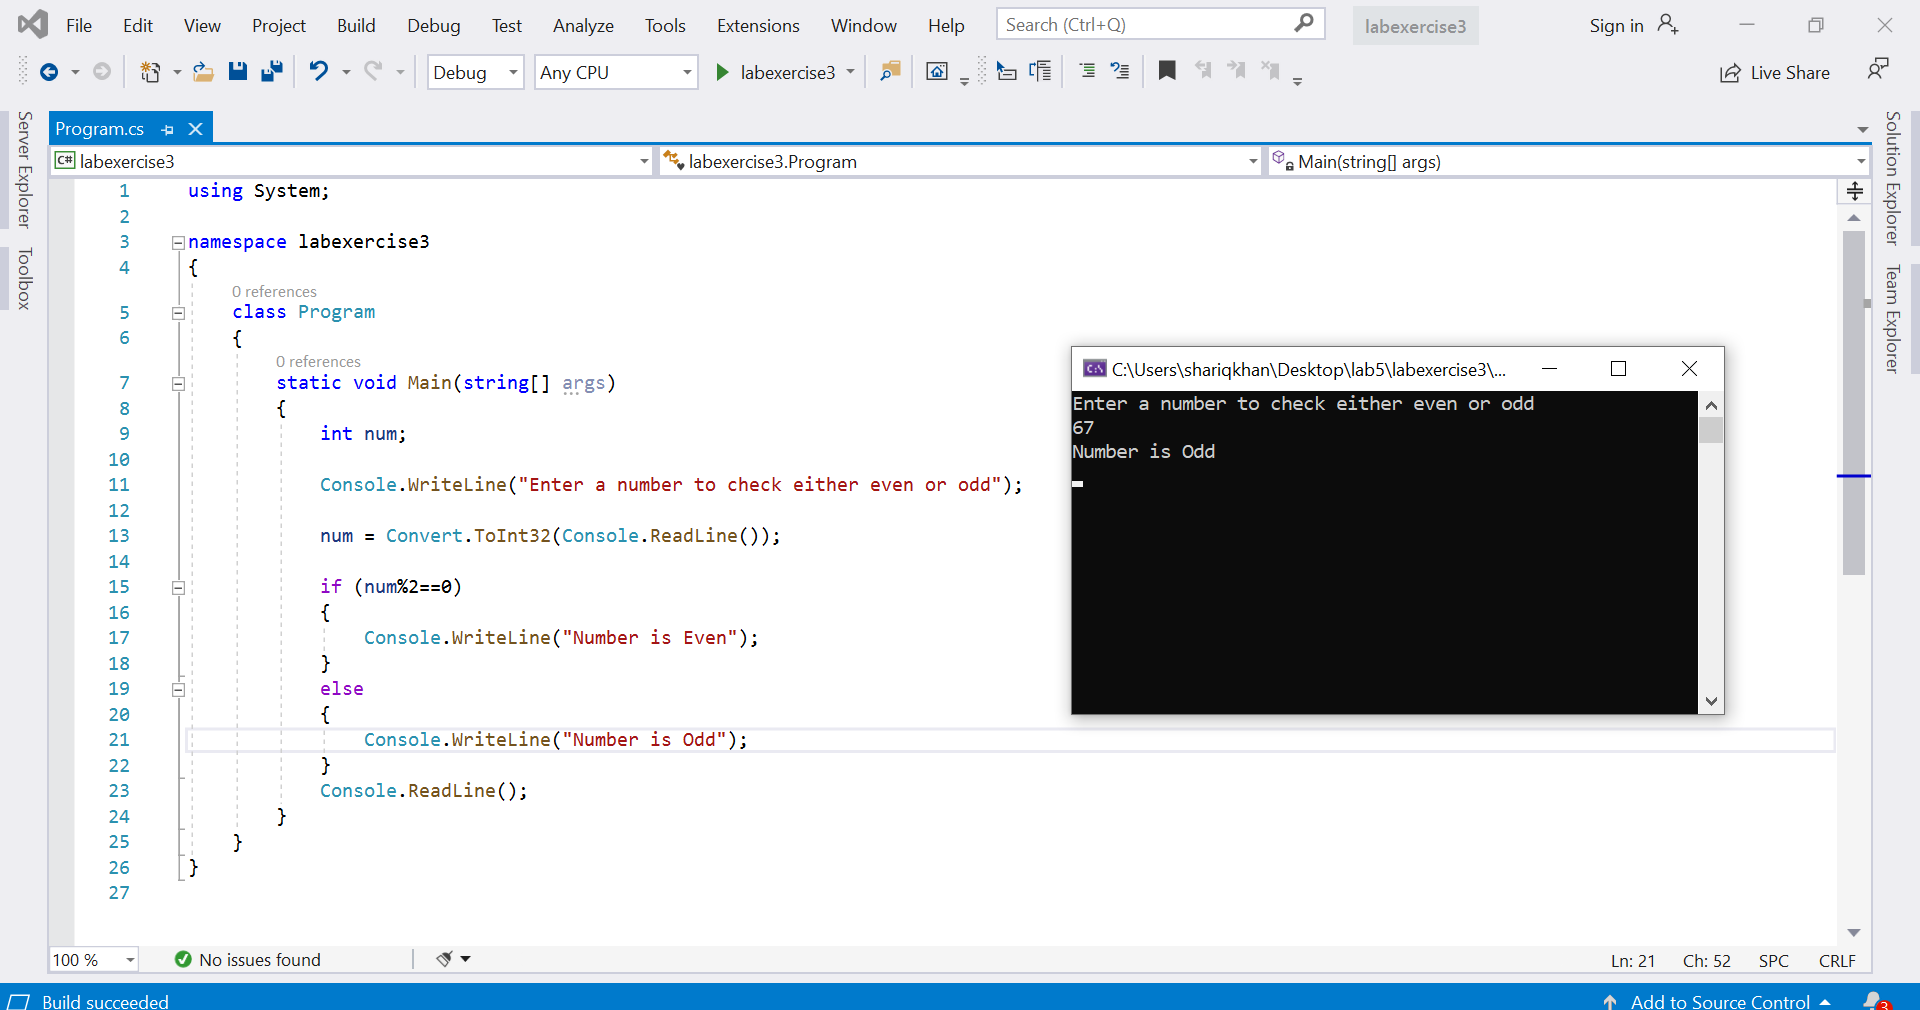 File Edit View Project Build Debug Test Analyze Tools Extensions Window Help Search (Ctrl+Q) labexercise3 Sign in
Debug Any CPU labexercise3 Live Share
Server Explorer
Toolbox
Program.cs
C# labexercise3 labexercise3.Program Main(string[] args)
1 using System;
2
3 namespace labexercise3
4 {
0 references
5 class Program
6 {
0 references
7 static void Main(string[] args)
8 {
9 int num;
10
11 Console.WriteLine("Enter a number to check either even or odd");
12
13 num = Convert.ToInt32(Console.ReadLine());
14
15 if (num%2==0)
16 {
17 Console.WriteLine("Number is Even");
18 }
19 else
20 {
21 Console.WriteLine("Number is Odd");
22 }
23 Console.ReadLine();
24 }
25 }
26 }
27
C:\ C:\Users\shariqkhan\Desktop\lab5\labexercise3\...
Enter a number to check either even or odd
67
Number is Odd
Solution Explorer
Team Explorer
100 % No issues found Ln: 21 Ch: 52 SPC CRLF
Build succeeded Add to Source Control 3